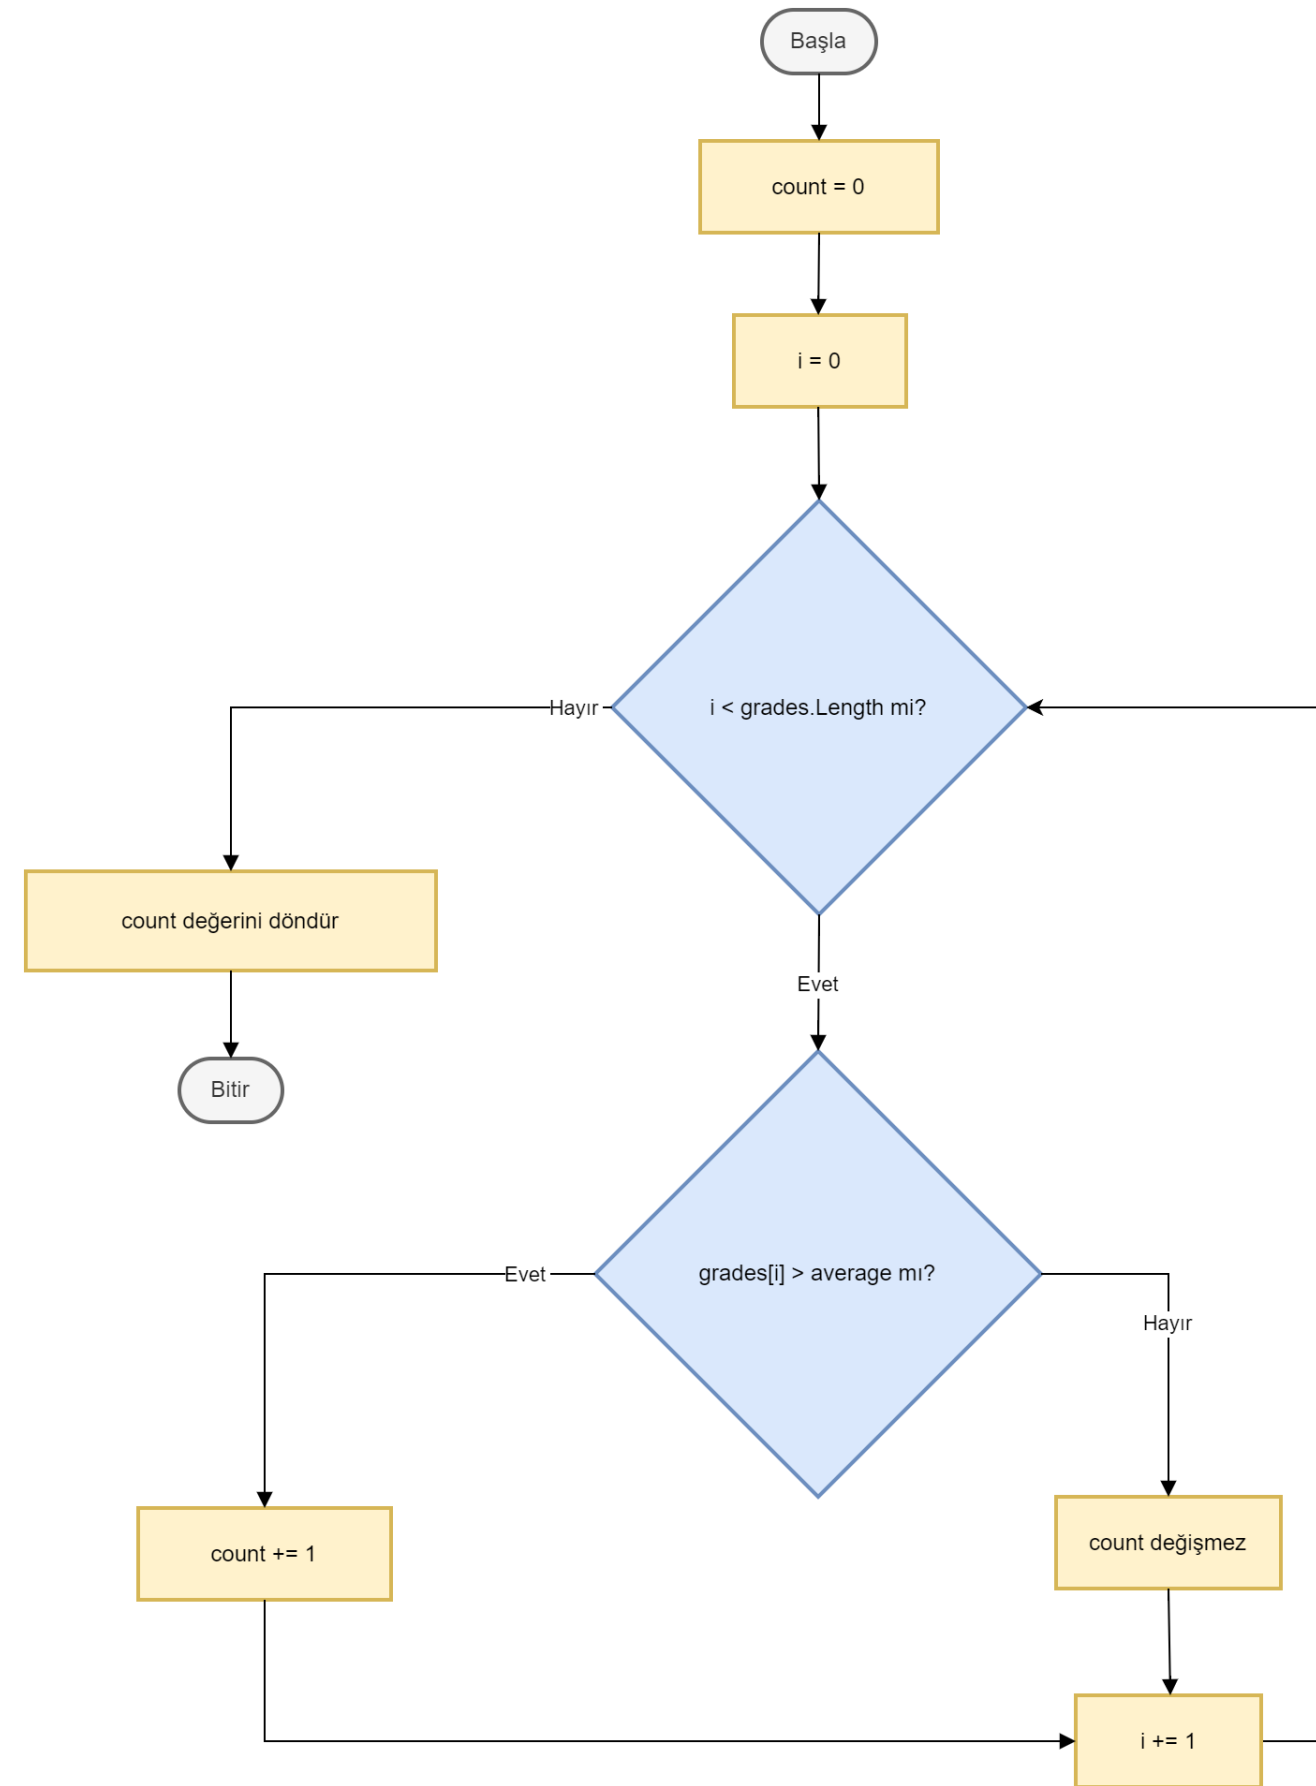 Başla
count = 0
i = 0
i < grades.Length mi?
Hayır
count değerini döndür
Bitir
Evet
grades[i] > average mı?
Evet
Hayır
count += 1
count değişmez
i += 1